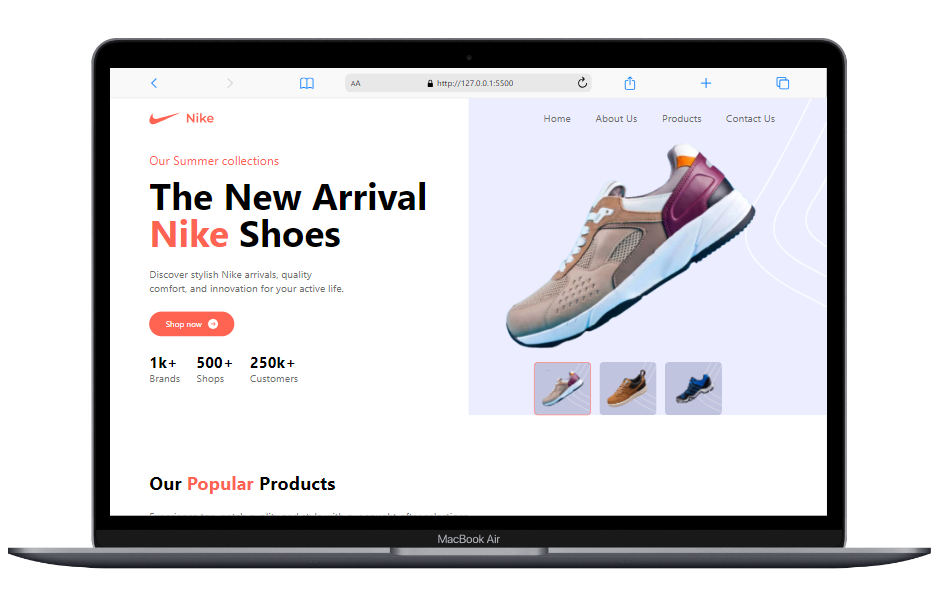 AA http://127.0.0.1:5500
Nike
Home About Us Products Contact Us
Our Summer collections
The New Arrival
Nike Shoes
Discover stylish Nike arrivals, quality
comfort, and innovation for your active life.
Shop now
1k+ 500+ 250k+
Brands Shops Customers
Our Popular Products
MacBook Air